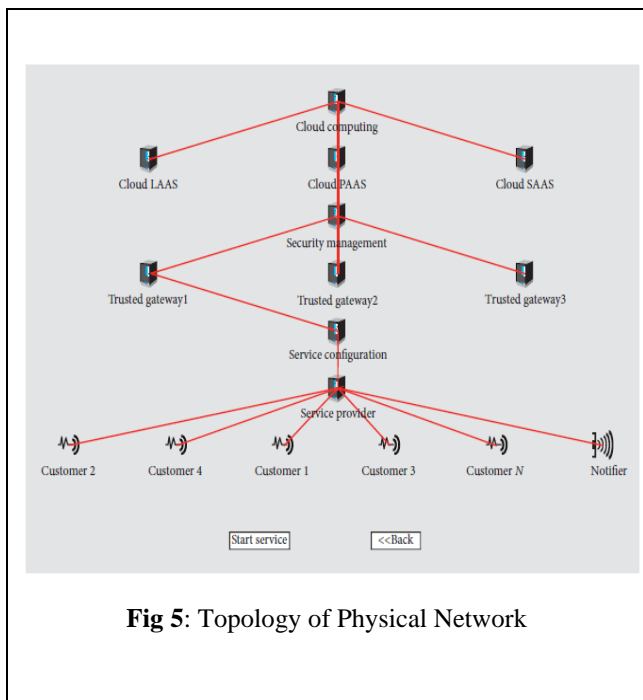 Cloud computing
Cloud LAAS Cloud PAAS Cloud SAAS
Security management
Trusted gateway1 Trusted gateway2 Trusted gateway3
Service configuration
Service provider
Customer 2 Customer 4 Customer 1 Customer 3 Customer N Notifier
Start service <<Back
Fig 5: Topology of Physical Network